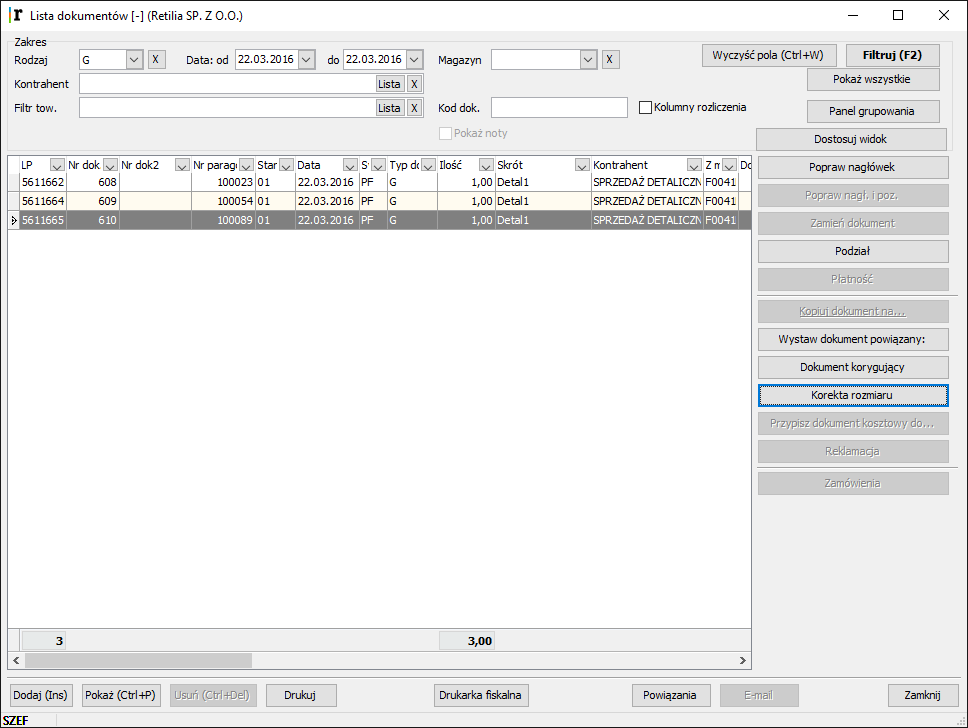 r Lista dokumentów [-] (Retilia SP. Z O.O.)
Zakres
Rodzaj G X Data: od 22.03.2016 do 22.03.2016 Magazyn X Wyczyść pola (Ctrl+W) Filtruj (F2)
Kontrahent Lista X Pokaż wszystkie
Filtr tow. Lista X Kod dok. Kolumny rozliczenia Panel grupowania
Pokaż noty Dostosuj widok
LP Nr dok Nr dok2 Nr parago Star Data S Typ do Ilość Skrót Kontrahent Z m Do
5611662 608 100023 01 22.03.2016 PF G 1,00 Detal1 SPRZEDAŻ DETALICZN F0041
5611664 609 100054 01 22.03.2016 PF G 1,00 Detal1 SPRZEDAŻ DETALICZN F0041
5611665 610 100089 01 22.03.2016 PF G 1,00 Detal1 SPRZEDAŻ DETALICZN F0041
Popraw nagłówek
Popraw nagł. i poz.
Zamień dokument
Podział
Płatność
Kopiuj dokument na...
Wystaw dokument powiązany:
Dokument korygujący
Korekta rozmiaru
Przypisz dokument kosztowy do...
Reklamacja
Zamówienia
3 3,00
Dodaj (Ins) Pokaż (Ctrl+P) Usuń (Ctrl+Del) Drukuj Drukarka fiskalna Powiązania E-mail Zamknij
SZEF